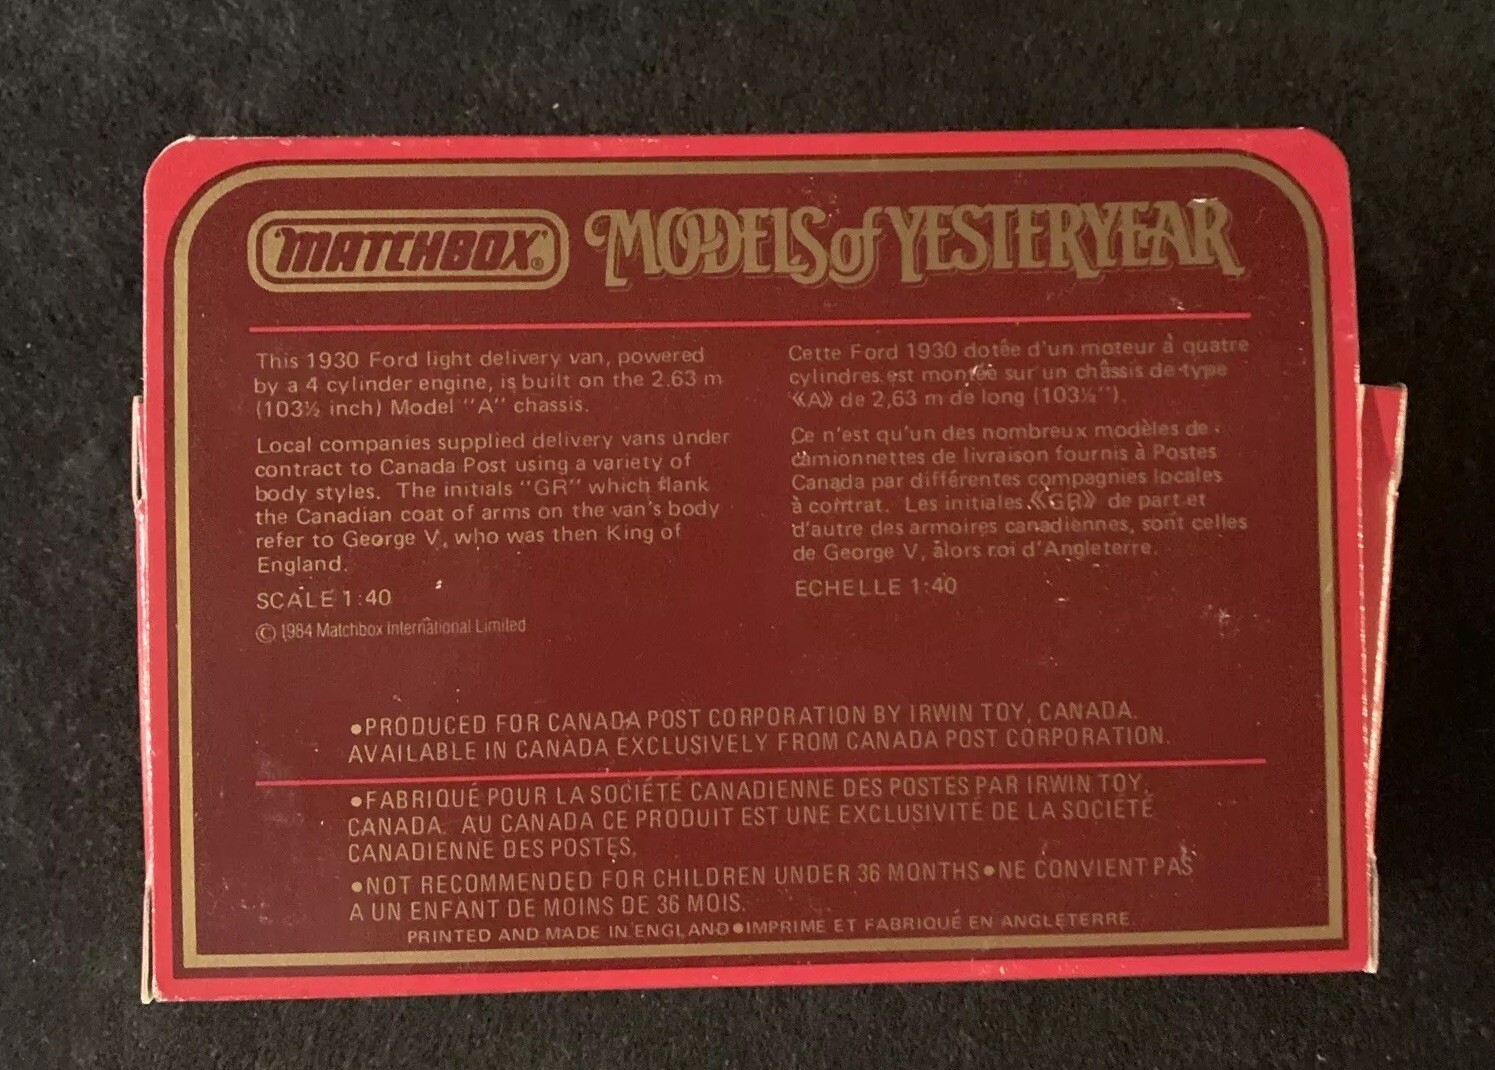 MATCHBOX® MODELS of YESTERYEAR
This 1930 Ford light delivery van, powered
by a 4 cylinder engine, is built on the 2.63 m
(103½ inch) Model "A" chassis.
Local companies supplied delivery vans under
contract to Canada Post using a variety of
body styles. The initials "GR" which flank
the Canadian coat of arms on the van's body
refer to George V, who was then King of
England.
SCALE 1:40
© 1984 Matchbox International Limited
Cette Ford 1930 dotée d'un moteur à quatre
cylindres est montée sur un châssis de type
《A》 de 2,63 m de long (103½").
Ce n'est qu'un des nombreux modèles de
camionnettes de livraison fournis à Postes
Canada par différentes compagnies locales
à contrat. Les initiales 《GR》 de part et
d'autre des armoires canadiennes, sont celles
de George V, alors roi d'Angleterre.
ECHELLE 1:40
•PRODUCED FOR CANADA POST CORPORATION BY IRWIN TOY, CANADA.
AVAILABLE IN CANADA EXCLUSIVELY FROM CANADA POST CORPORATION.
•FABRIQUÉ POUR LA SOCIÉTÉ CANADIENNE DES POSTES PAR IRWIN TOY,
CANADA. AU CANADA CE PRODUIT EST UNE EXCLUSIVITÉ DE LA SOCIÉTÉ
CANADIENNE DES POSTES.
•NOT RECOMMENDED FOR CHILDREN UNDER 36 MONTHS•NE CONVIENT PAS
A UN ENFANT DE MOINS DE 36 MOIS.
PRINTED AND MADE IN ENGLAND•IMPRIME ET FABRIQUÉ EN ANGLETERRE.